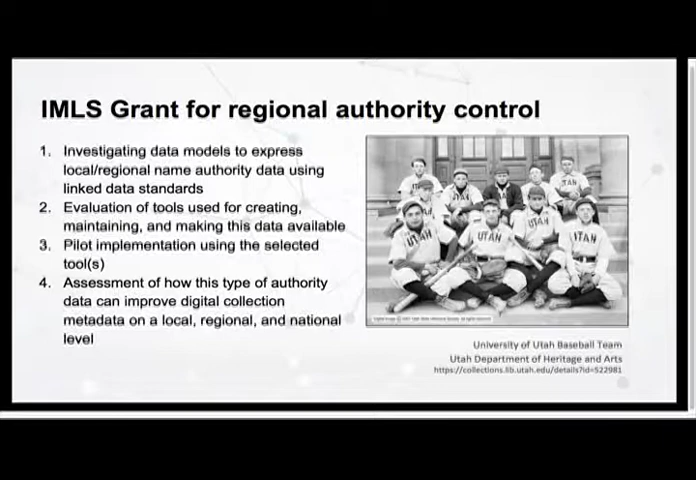 IMLS Grant for regional authority control
1. Investigating data models to express
local/regional name authority data using
linked data standards
2. Evaluation of tools used for creating,
maintaining, and making this data available
3. Pilot implementation using the selected
tool(s)
4. Assessment of how this type of authority
data can improve digital collection
metadata on a local, regional, and national
level
UTAH
UTAH
UTAH
UTAH
UTAH
University of Utah Baseball Team
Utah Department of Heritage and Arts
https://collections.lib.utah.edu/details?id=522981